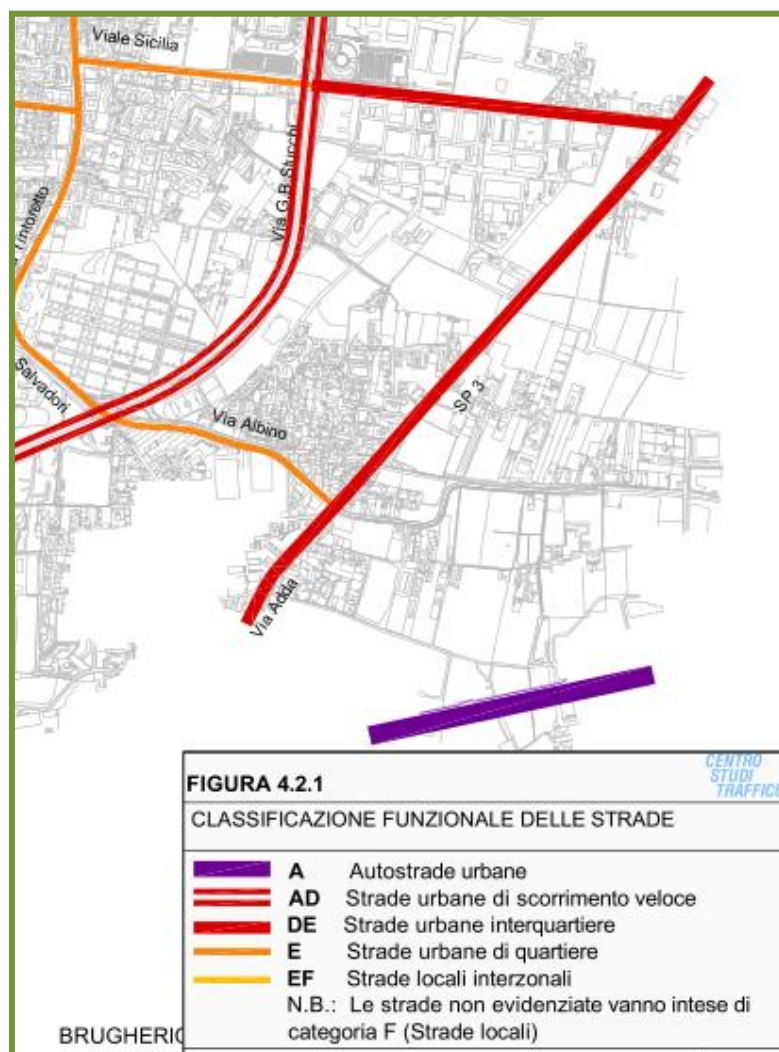 Viale Sicilia
Via G.B.Stucchi
Tintoretto
Salvadori
Via Albino
SP 3
Via Adda
CENTRO
STUDI
TRAFFICO
FIGURA 4.2.1
CLASSIFICAZIONE FUNZIONALE DELLE STRADE
A Autostrade urbane
AD Strade urbane di scorrimento veloce
DE Strade urbane interquartiere
E Strade urbane di quartiere
EF Strade locali interzonali
N.B.: Le strade non evidenziate vanno intese di
categoria F (Strade locali)
BRUGHERIO